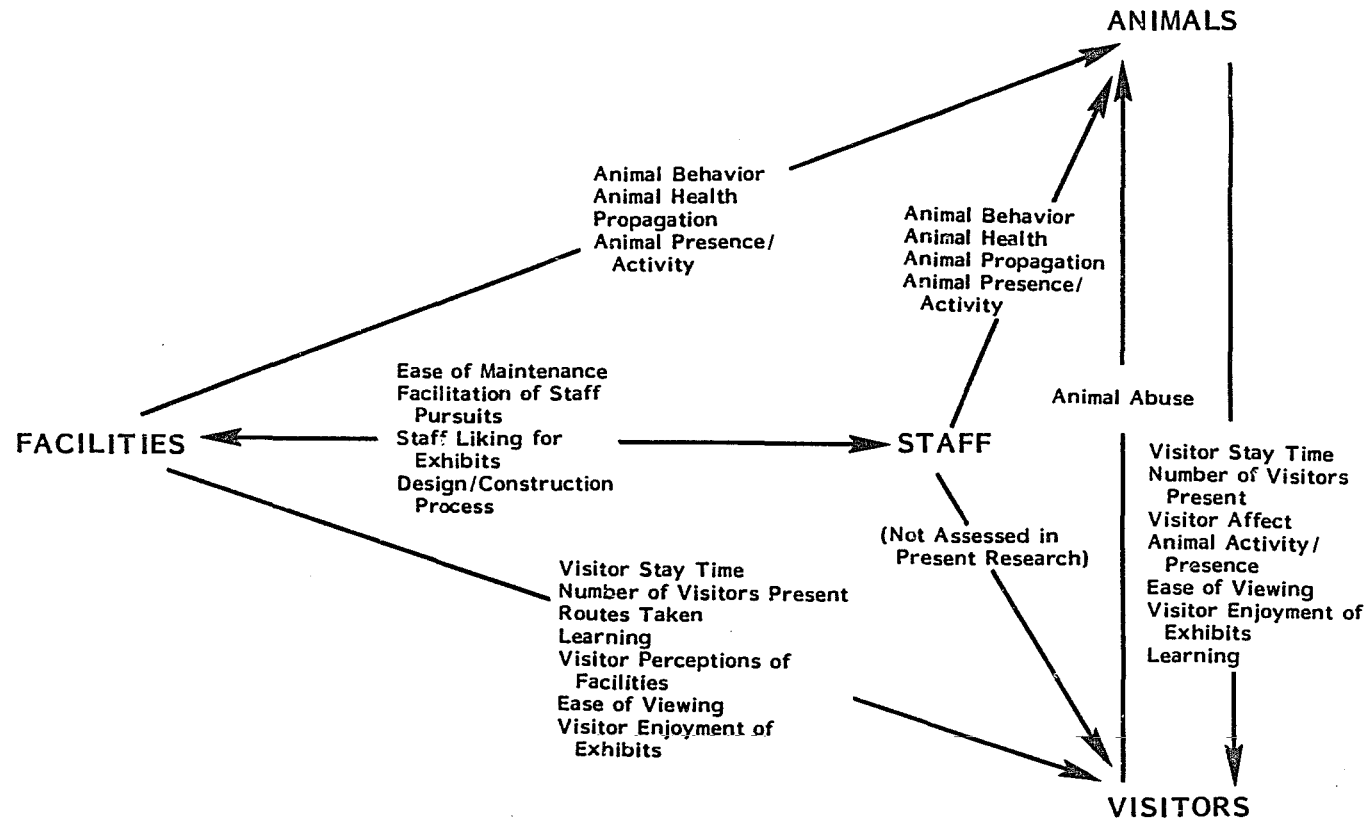 ANIMALS
Animal Behavior
Animal Health
Propagation
Animal Presence/
Activity
Animal Behavior
Animal Health
Animal Propagation
Animal Presence/
Activity
Ease of Maintenance
Facilitation of Staff
Pursuits
Staff Liking for
Exhibits
Design/Construction
Process
Animal Abuse
FACILITIES
STAFF
Visitor Stay Time
Number of Visitors
Present
Visitor Affect
Animal Activity/
Presence
Ease of Viewing
Visitor Enjoyment of
Exhibits
Learning
(Not Assessed in
Present Research)
Visitor Stay Time
Number of Visitors Present
Routes Taken
Learning
Visitor Perceptions of
Facilities
Ease of Viewing
Visitor Enjoyment of
Exhibits
VISITORS